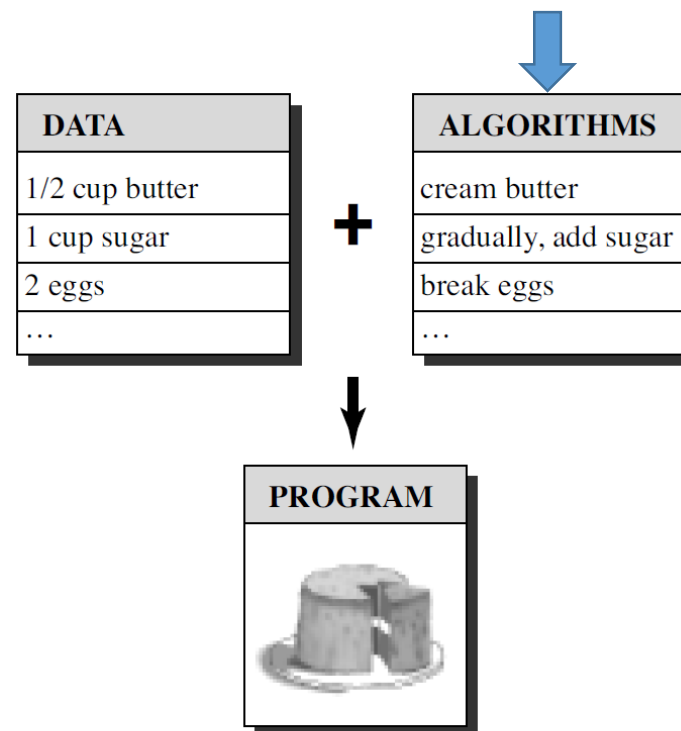 DATA
1/2 cup butter
1 cup sugar
2 eggs
…
+
ALGORITHMS
cream butter
gradually, add sugar
break eggs
…
PROGRAM